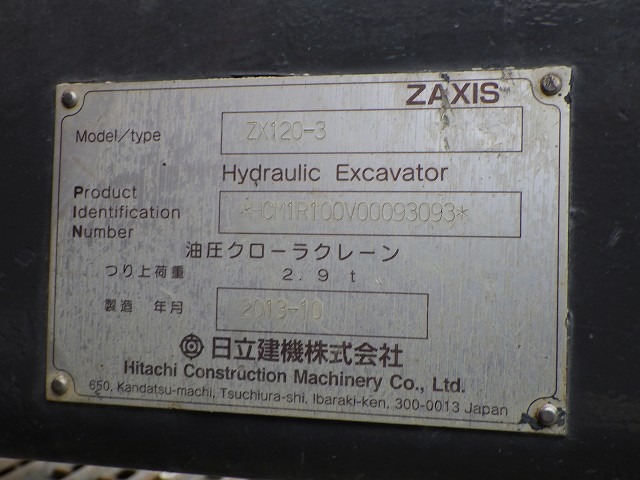 ZAXIS
Model/type ZX120-3
Hydraulic Excavator
Product
Identification *HCM1R100V00093093*
Number
油圧クローラクレーン
つり上荷重 2.9 t
製造 年月 2013-10
日立建機株式会社
Hitachi Construction Machinery Co., Ltd.
650, Kandatsu-machi, Tsuchiura-shi, Ibaraki-ken, 300-0013 Japan